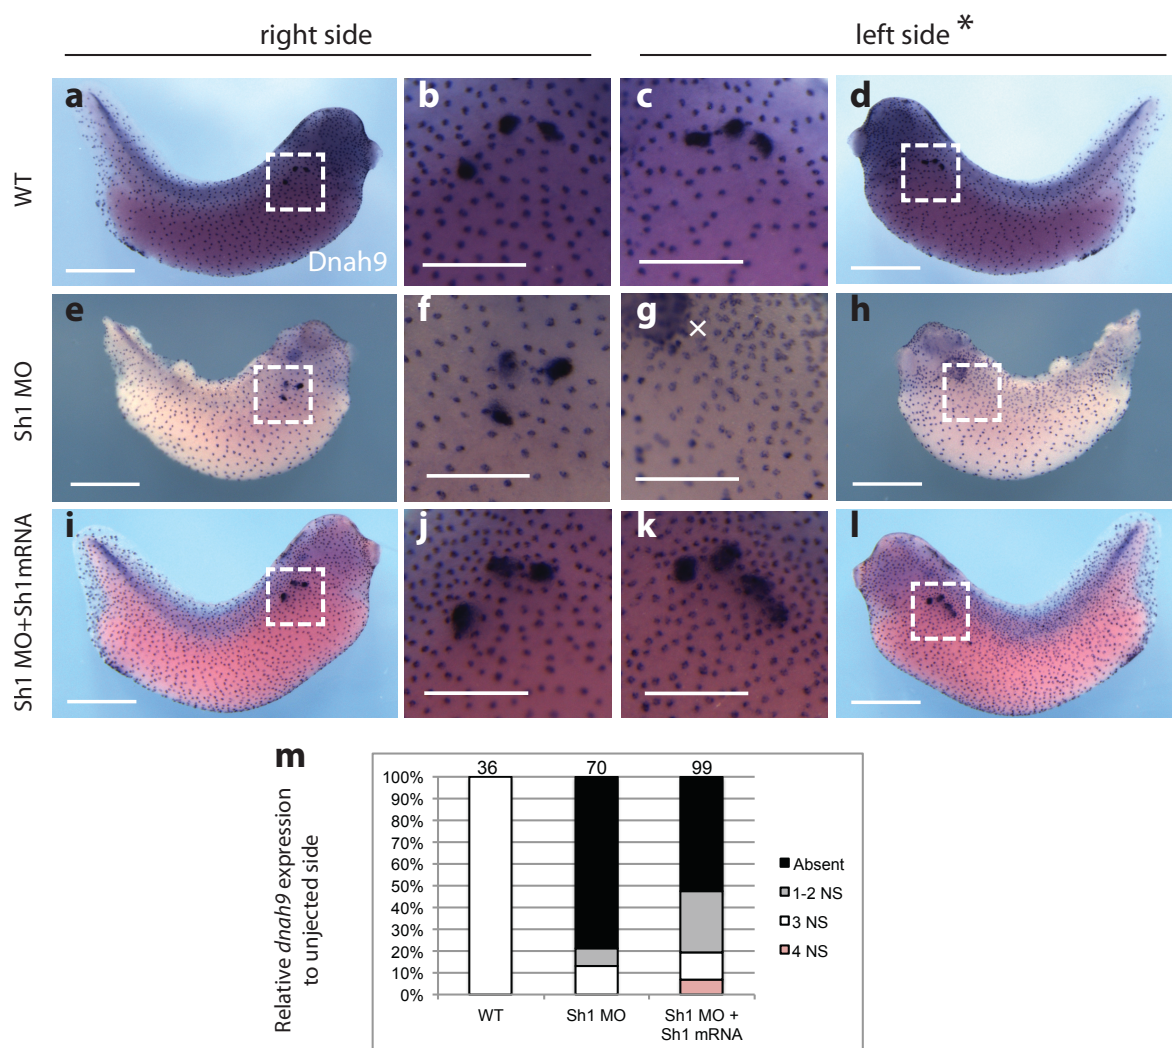 right side
left side *
WT
a
b
c
d
Dnah9
Sh1 MO
e
f
g
×
h
Sh1 MO+Sh1mRNA
i
j
k
l
m
Relative dnah9 expression
to unjected side
36
70
99
100%
90%
80%
70%
60%
50%
40%
30%
20%
10%
0%
Absent
1-2 NS
3 NS
4 NS
WT
Sh1 MO
Sh1 MO +
Sh1 mRNA